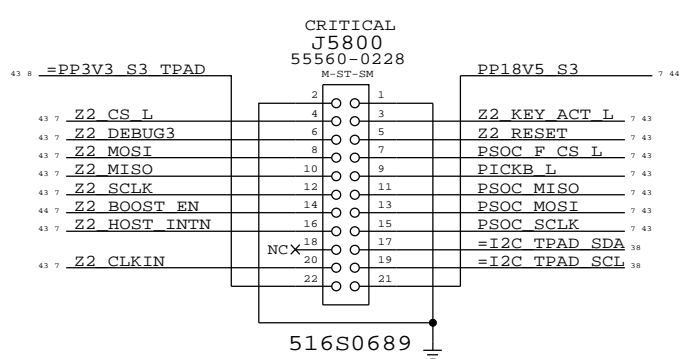 CRITICAL
J5800
55560-0228
M-ST-SM
43 8 =PP3V3_S3_TPAD
PP18V5_S3 7 44
2 1
43 7 Z2_CS_L 4 3 Z2_KEY_ACT_L 7 43
43 7 Z2_DEBUG3 6 5 Z2_RESET 7 43
43 7 Z2_MOSI 8 7 PSOC_F_CS_L 7 43
43 7 Z2_MISO 10 9 PICKB_L 7 43
43 7 Z2_SCLK 12 11 PSOC_MISO 7 43
44 7 Z2_BOOST_EN 14 13 PSOC_MOSI 7 43
43 7 Z2_HOST_INTN 16 15 PSOC_SCLK 7 43
NC 18 17 =I2C_TPAD_SDA 38
43 7 Z2_CLKIN 20 19 =I2C_TPAD_SCL 38
22 21
516S0689